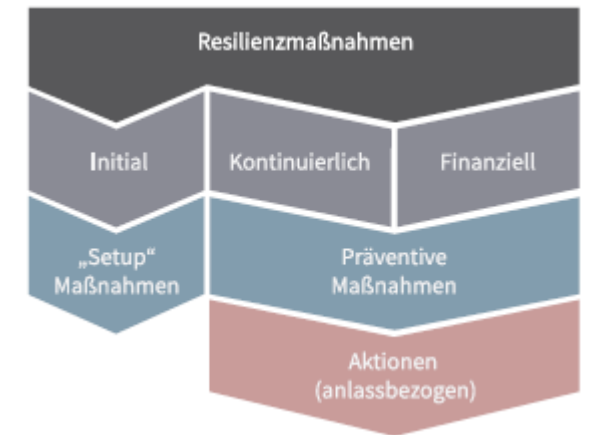 Resilienzmaßnahmen
Initial
Kontinuierlich
Finanziell
„Setup“
Maßnahmen
Präventive
Maßnahmen
Aktionen
(anlassbezogen)